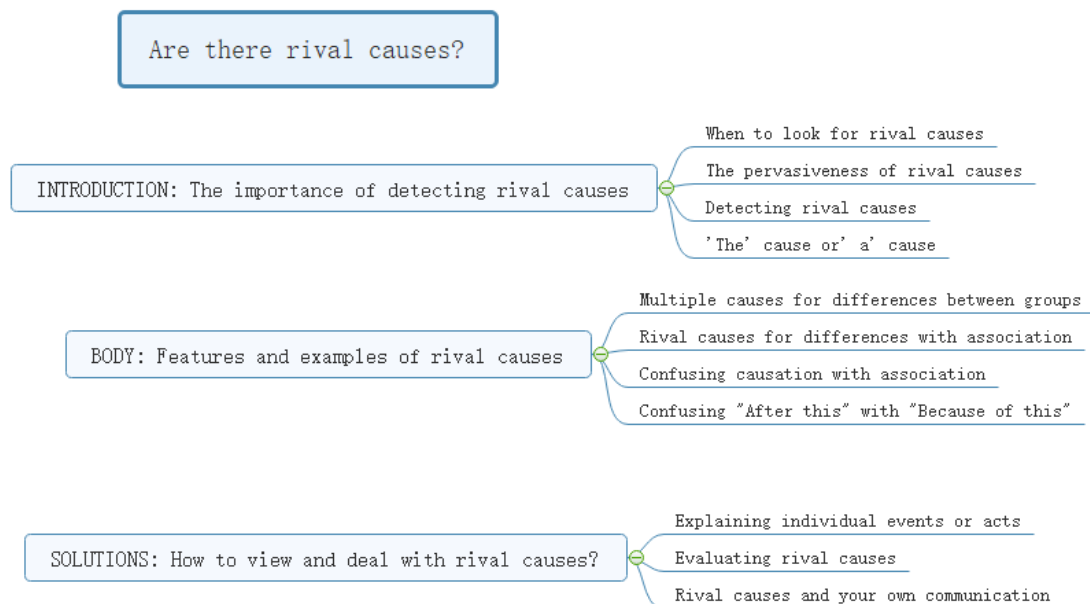 Are there rival causes?
When to look for rival causes
The pervasiveness of rival causes
INTRODUCTION: The importance of detecting rival causes
Detecting rival causes
'The' cause or' a' cause
Multiple causes for differences between groups
Rival causes for differences with association
BODY: Features and examples of rival causes
Confusing causation with association
Confusing "After this" with "Because of this"
Explaining individual events or acts
SOLUTIONS: How to view and deal with rival causes?
Evaluating rival causes
Rival causes and your own communication